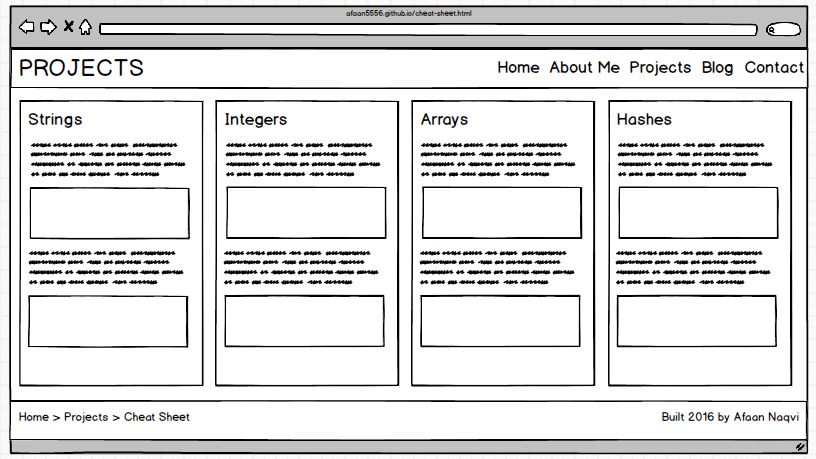 afaan5556.github.io/cheat-sheet.html
PROJECTS
Home About Me Projects Blog Contact
Strings
Integers
Arrays
Hashes
Home > Projects > Cheat Sheet
Built 2016 by Afaan Naqvi